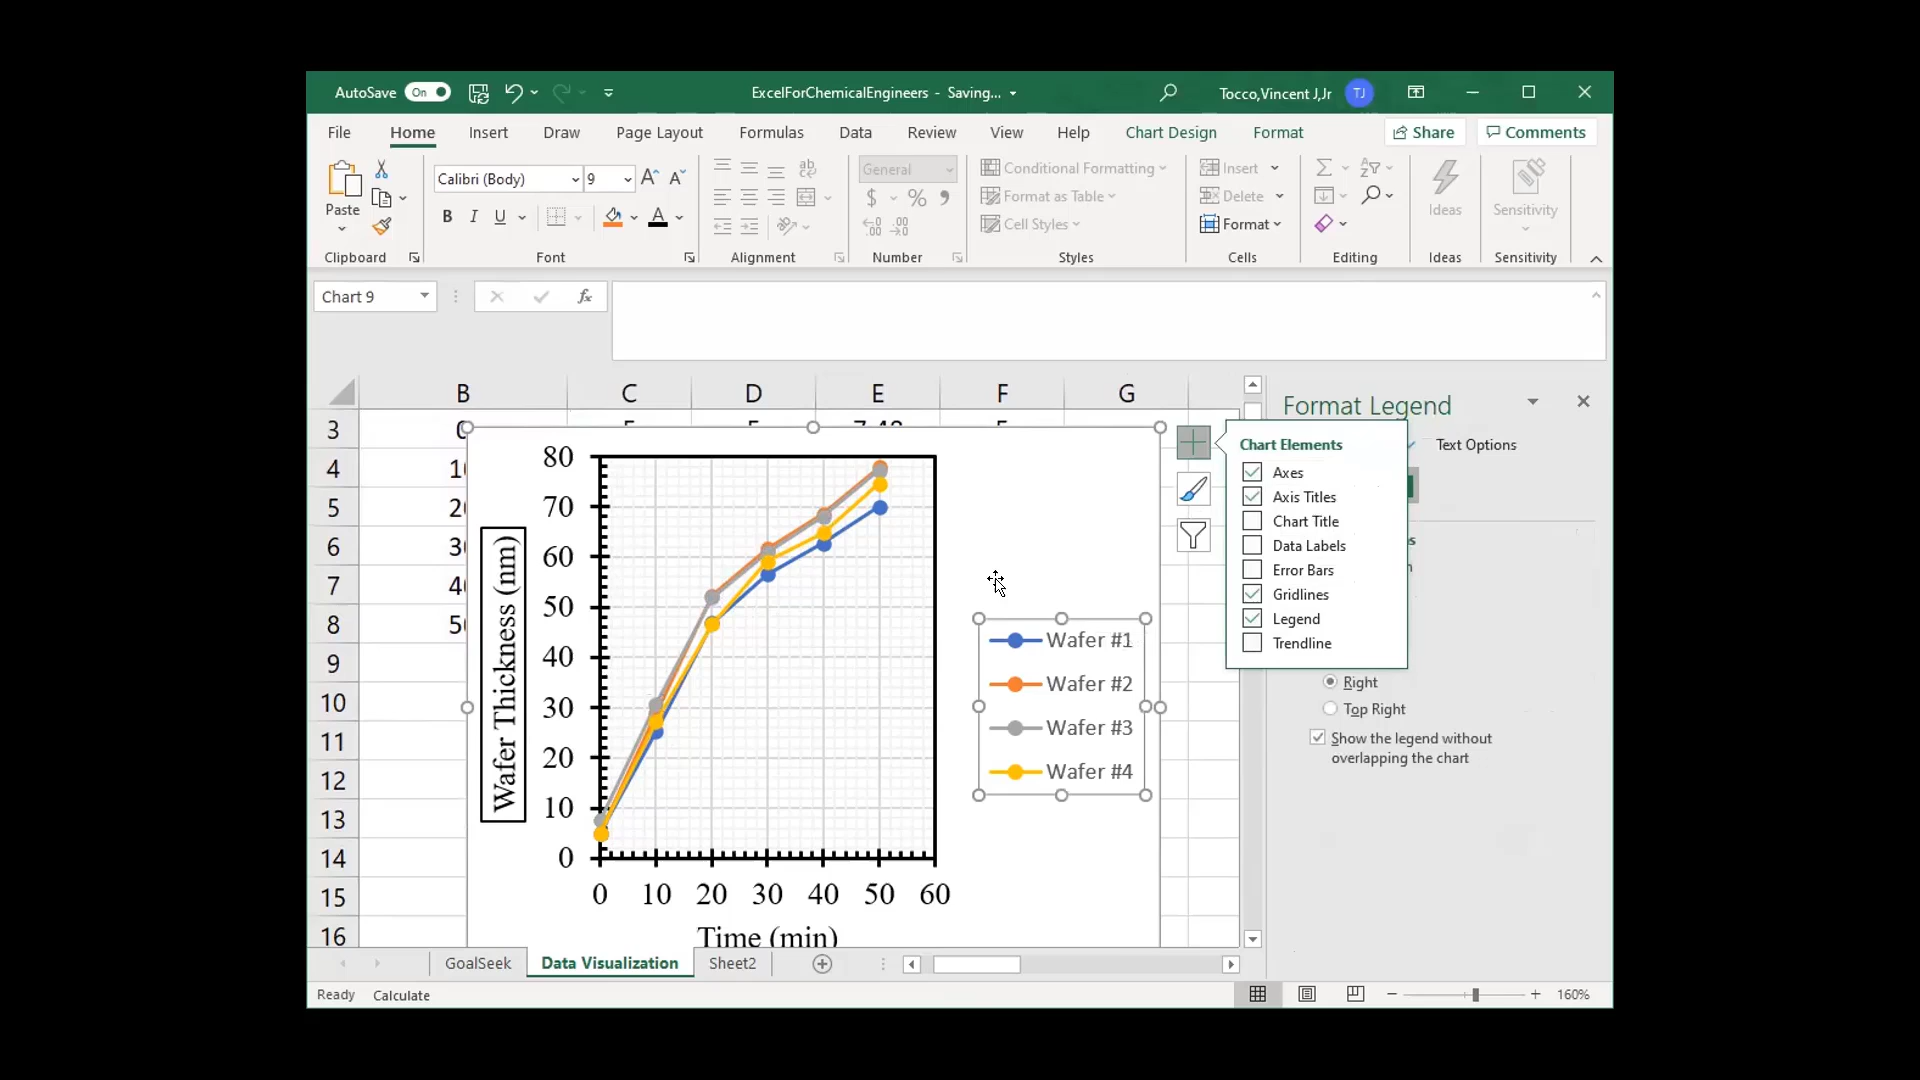 AutoSave On ExcelForChemicalEngineers - Saving... Tocco,Vincent J,Jr TJ
File Home Insert Draw Page Layout Formulas Data Review View Help Chart Design Format Share Comments
Paste
Clipboard
Calibri (Body) 9
B I U A
Font
ab
Alignment
General
$ % ,
Number
Conditional Formatting
Format as Table
Cell Styles
Styles
Insert
Delete
Format
Cells
Editing
Ideas
Ideas
Sensitivity
Sensitivity
Chart 9 fx
B C D E F G
3
4
5
6
7
8
9
10
11
12
13
14
15
16
80
70
60
50
40
30
20
10
0
Wafer Thickness (nm)
0 10 20 30 40 50 60
Time (min)
Wafer #1
Wafer #2
Wafer #3
Wafer #4
Chart Elements
Axes
Axis Titles
Chart Title
Data Labels
Error Bars
Gridlines
Legend
Trendline
Format Legend
Text Options
Right
Top Right
Show the legend without
overlapping the chart
GoalSeek Data Visualization Sheet2
Ready Calculate 160%